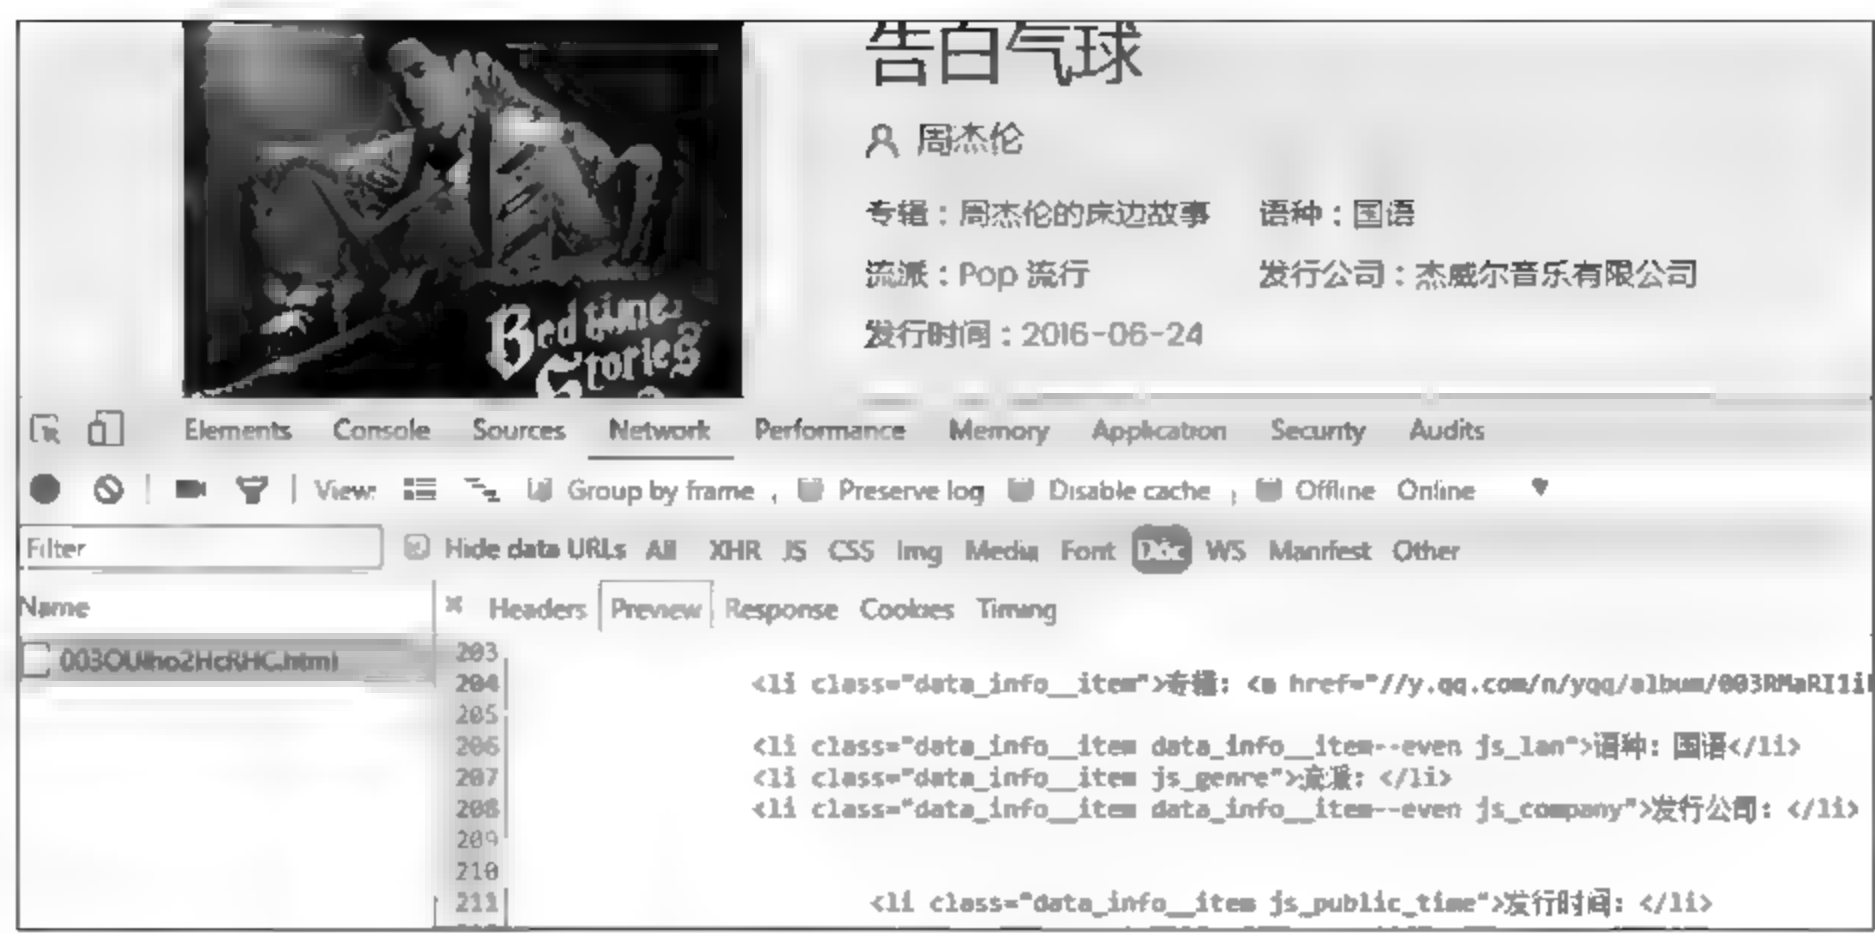 告白气球
周杰伦
专辑：周杰伦的床边故事 语种：国语
流派：Pop 流行 发行公司：杰威尔音乐有限公司
发行时间：2016-06-24
Bedtime
Stories
Elements Console Sources Network Performance Memory Application Security Audits
View: Group by frame Preserve log Disable cache Offline Online
Filter Hide data URLs All XHR JS CSS Img Media Font Doc WS Manifest Other
Name × Headers Preview Response Cookies Timing
203
204 <li class="data_info__item">专辑: <a href="//y.qq.com/n/yqq/album/
205
206 <li class="data_info__item data_info__item--even js_lan">语种: 国语</li>
207 <li class="data_info__item js_genre">流派: </li>
208 <li class="data_info__item data_info__item--even js_company">发行公司: </li>
209
210
211 <li class="data_info__item js_public_time">发行时间: </li>